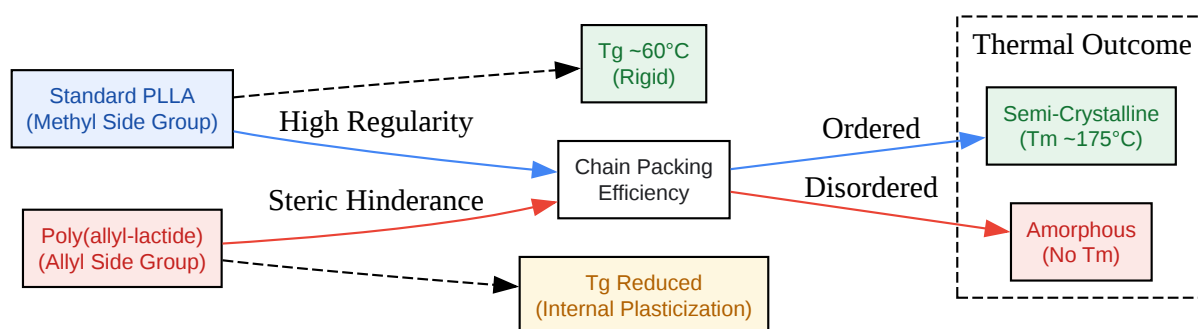 Standard PLLA
(Methyl Side Group)
Poly(allyl-lactide)
(Allyl Side Group)
High Regularity
Steric Hinderance
Tg ~60°C
(Rigid)
Chain Packing
Efficiency
Tg Reduced
(Internal Plasticization)
Ordered
Disordered
Thermal Outcome
Semi-Crystalline
(Tm ~175°C)
Amorphous
(No Tm)